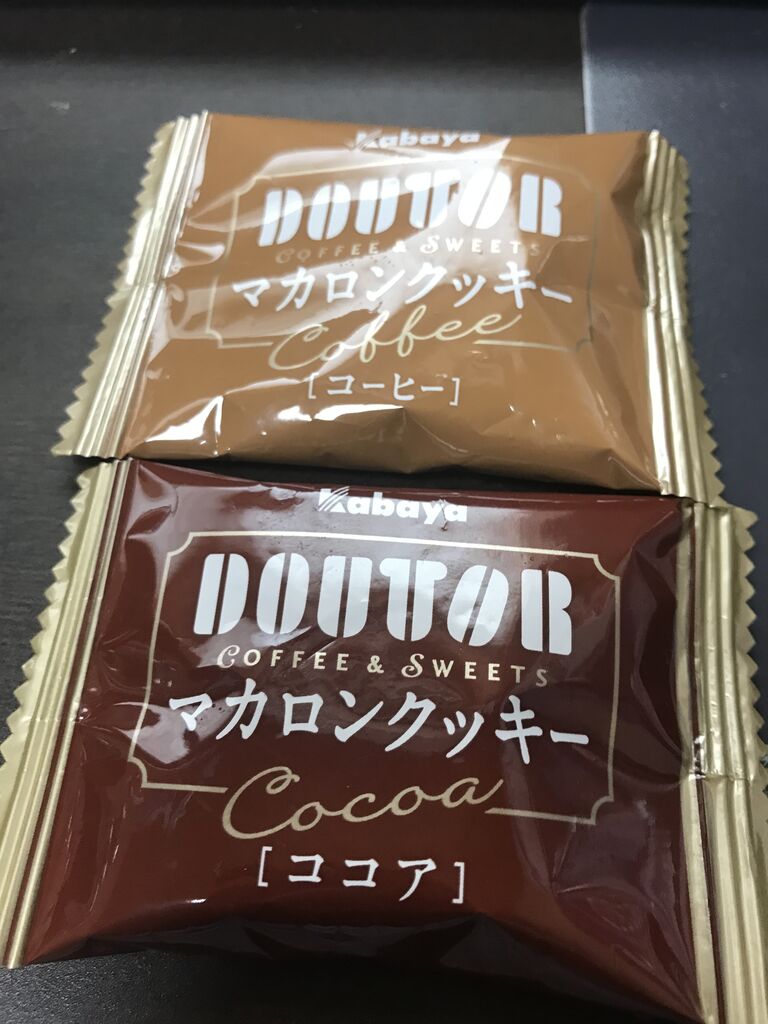 Kabaya
DOUTOR
COFFEE & SWEETS
マカロンクッキー
Coffee
[コーヒー]
Kabaya
DOUTOR
COFFEE & SWEETS
マカロンクッキー
Cocoa
[ココア]